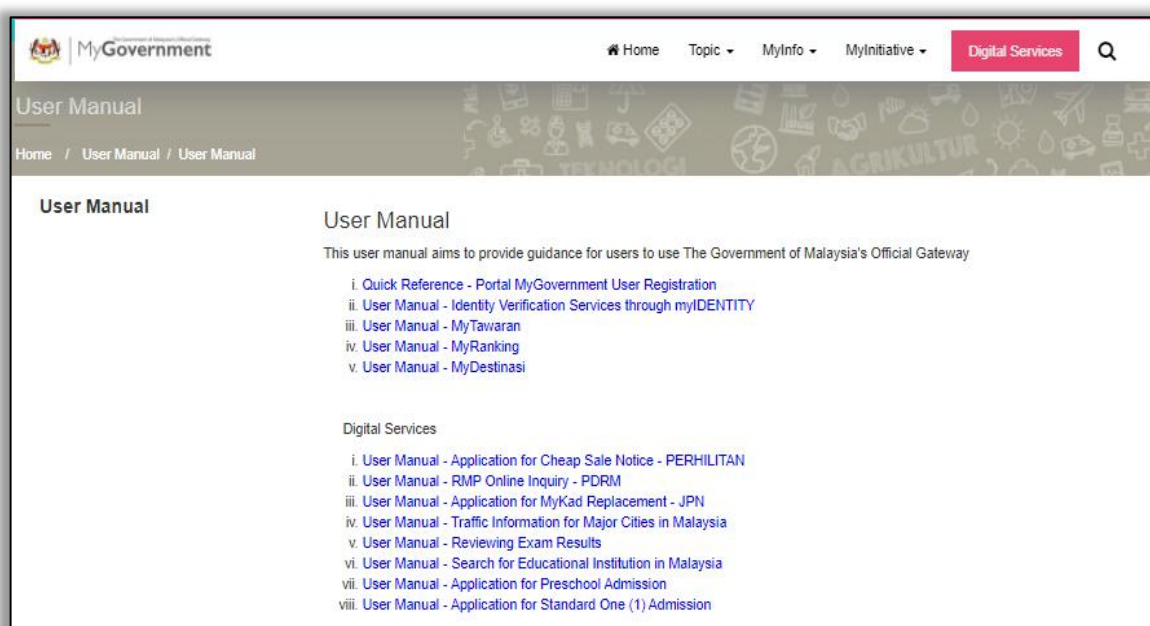 MyGovernment
Home Topic MyInfo MyInitiative Digital Services
User Manual
Home / User Manual / User Manual
TEKNOLOGI
AGRIKULTUR
User Manual
User Manual
This user manual aims to provide guidance for users to use The Government of Malaysia's Official Gateway
i. Quick Reference - Portal MyGovernment User Registration
ii. User Manual - Identity Verification Services through myIDENTITY
iii. User Manual - MyTawaran
iv. User Manual - MyRanking
v. User Manual - MyDestinasi
Digital Services
i. User Manual - Application for Cheap Sale Notice - PERHILITAN
ii. User Manual - RMP Online Inquiry - PDRM
iii. User Manual - Application for MyKad Replacement - JPN
iv. User Manual - Traffic Information for Major Cities in Malaysia
v. User Manual - Reviewing Exam Results
vi. User Manual - Search for Educational Institution in Malaysia
vii. User Manual - Application for Preschool Admission
viii. User Manual - Application for Standard One (1) Admission